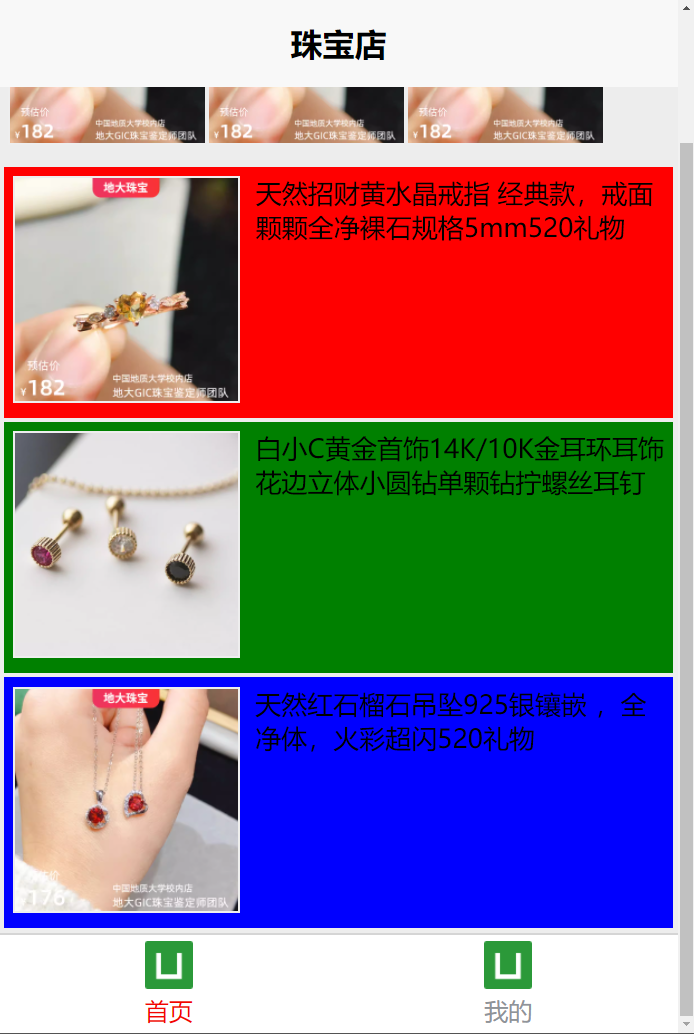 珠宝店
预估价
¥182
中国地质大学校内店
地大GIC珠宝鉴定师团队
预估价
¥182
中国地质大学校内店
地大GIC珠宝鉴定师团队
预估价
¥182
中国地质大学校内店
地大GIC珠宝鉴定师团队
地大珠宝
预估价
¥182
中国地质大学校内店
地大GIC珠宝鉴定师团队
天然招财黄水晶戒指 经典款，戒面
颗颗全净裸石规格5mm520礼物
白小C黄金首饰14K/10K金耳环耳饰
花边立体小圆钻单颗钻拧螺丝耳钉
地大珠宝
预估价
¥176
中国地质大学校内店
地大GIC珠宝鉴定师团队
天然红石榴石吊坠925银镶嵌 ，全
净体，火彩超闪520礼物
首页
我的